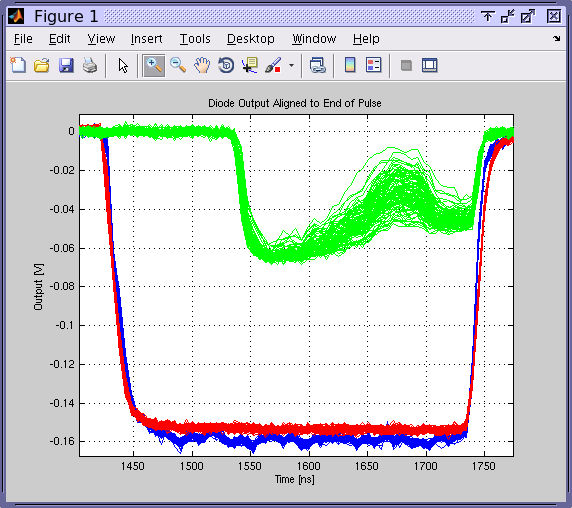 Figure 1
File Edit View Insert Tools Desktop Window Help
Diode Output Aligned to End of Pulse
0
-0.02
-0.04
-0.06
-0.08
-0.1
-0.12
-0.14
-0.16
Output [V]
1450 1500 1550 1600 1650 1700 1750
Time [ns]